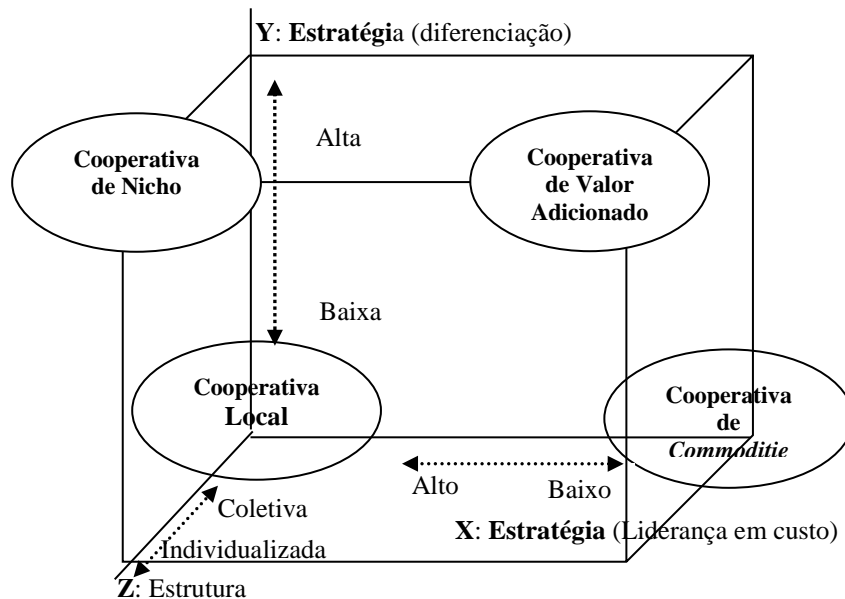 Y: Estratégia (diferenciação)
Alta
Cooperativa
de Nicho
Cooperativa
de Valor
Adicionado
Baixa
Cooperativa
Local
Cooperativa
de
Commoditie
Alto
Baixo
Coletiva
X: Estratégia (Liderança em custo)
Individualizada
Z: Estrutura